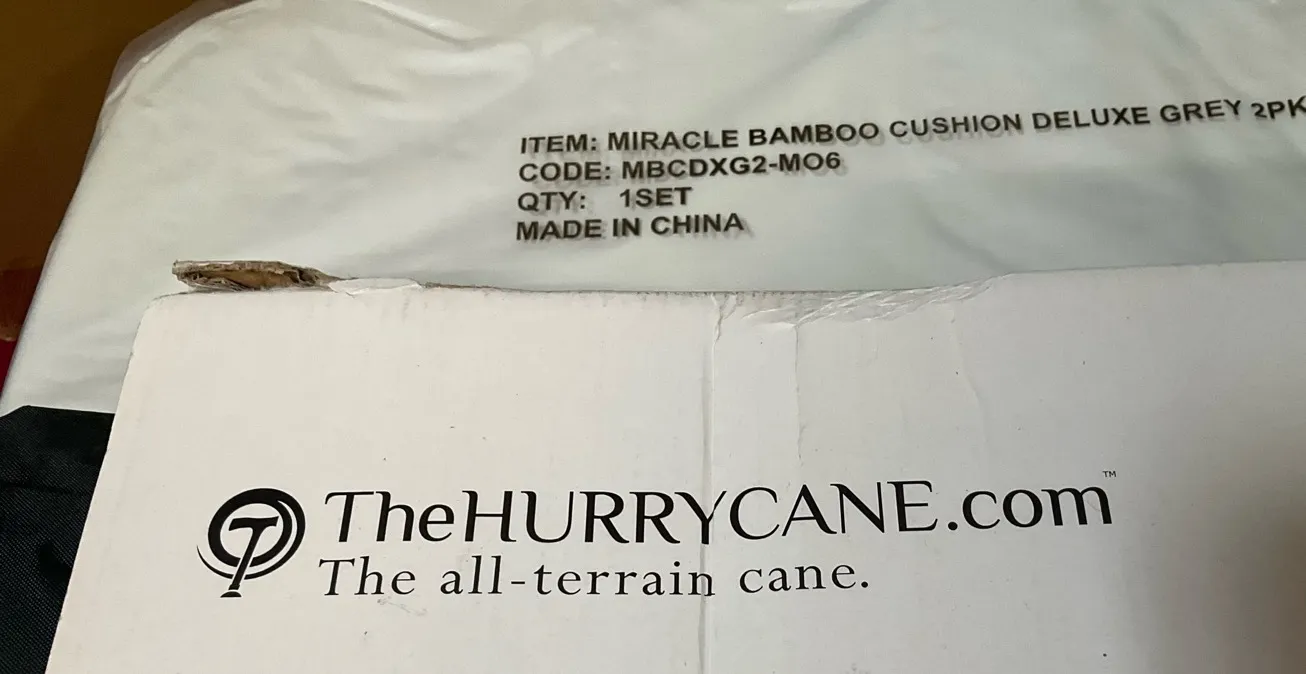 ITEM: MIRACLE BAMBOO CUSHION DELUXE GREY 2PK
CODE: MBCDXG2-MO6
QTY: 1SET
MADE IN CHINA
TheHURRYCANE.com™
The all-terrain cane.